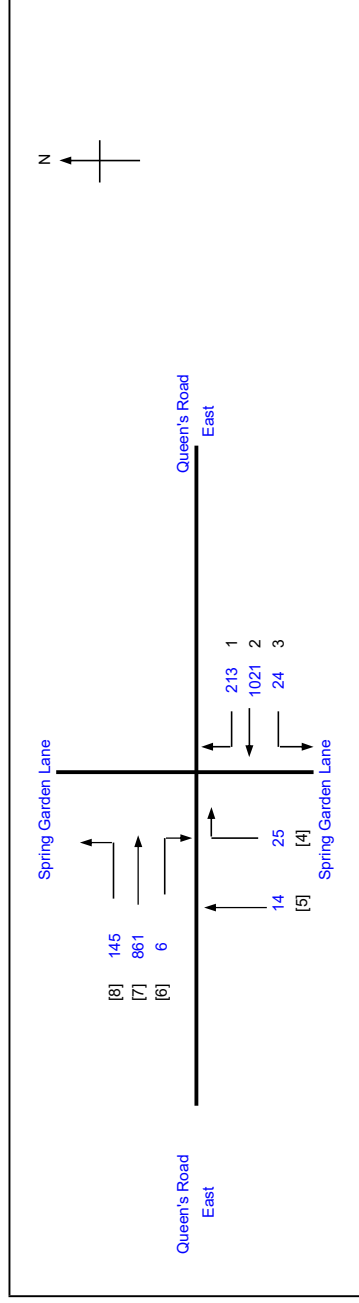 N
Spring Garden Lane
[8] 145
[7] 861
[6] 6
Queen's Road
East
Queen's Road
East
213 1
1021 2
24 3
14 25
[5] [4]
Spring Garden Lane